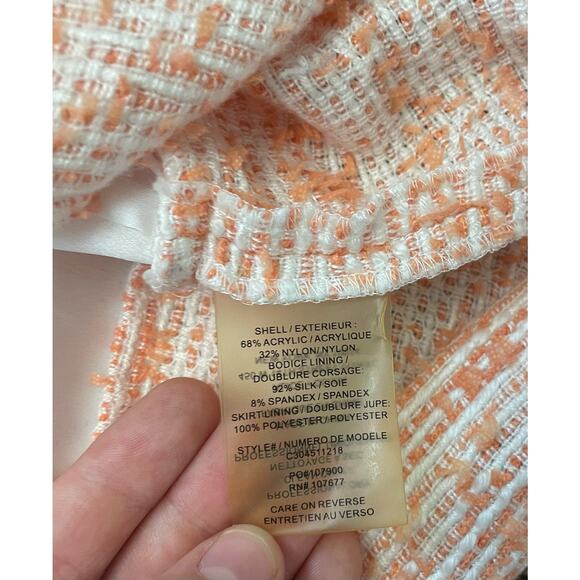 SHELL / EXTERIEUR :
68% ACRYLIC / ACRYLIQUE
32% NYLON/ NYLON
BODICE LINING /
DOUBLURE CORSAGE:
92% SILK / SOIE
8% SPANDEX / SPANDEX
SKIRT LINING / DOUBLURE JUPE:
100% POLYESTER / POLYESTER
STYLE# / NUMERO DE MODELE
C304511218
PO#107900
RN# 107677
CARE ON REVERSE
ENTRETIEN AU VERSO